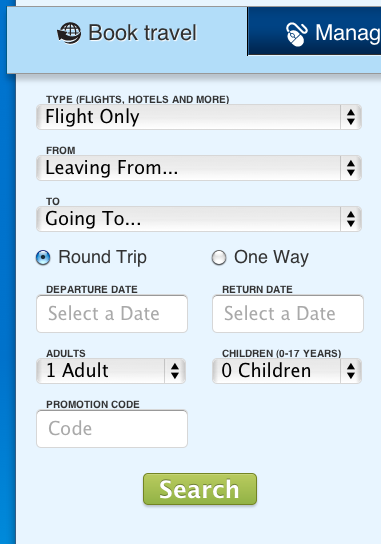 Book travel
Manag
TYPE (FLIGHTS, HOTELS AND MORE)
Flight Only
FROM
Leaving From...
TO
Going To...
Round Trip One Way
DEPARTURE DATE RETURN DATE
Select a Date Select a Date
ADULTS CHILDREN (0-17 YEARS)
1 Adult 0 Children
PROMOTION CODE
Code
Search